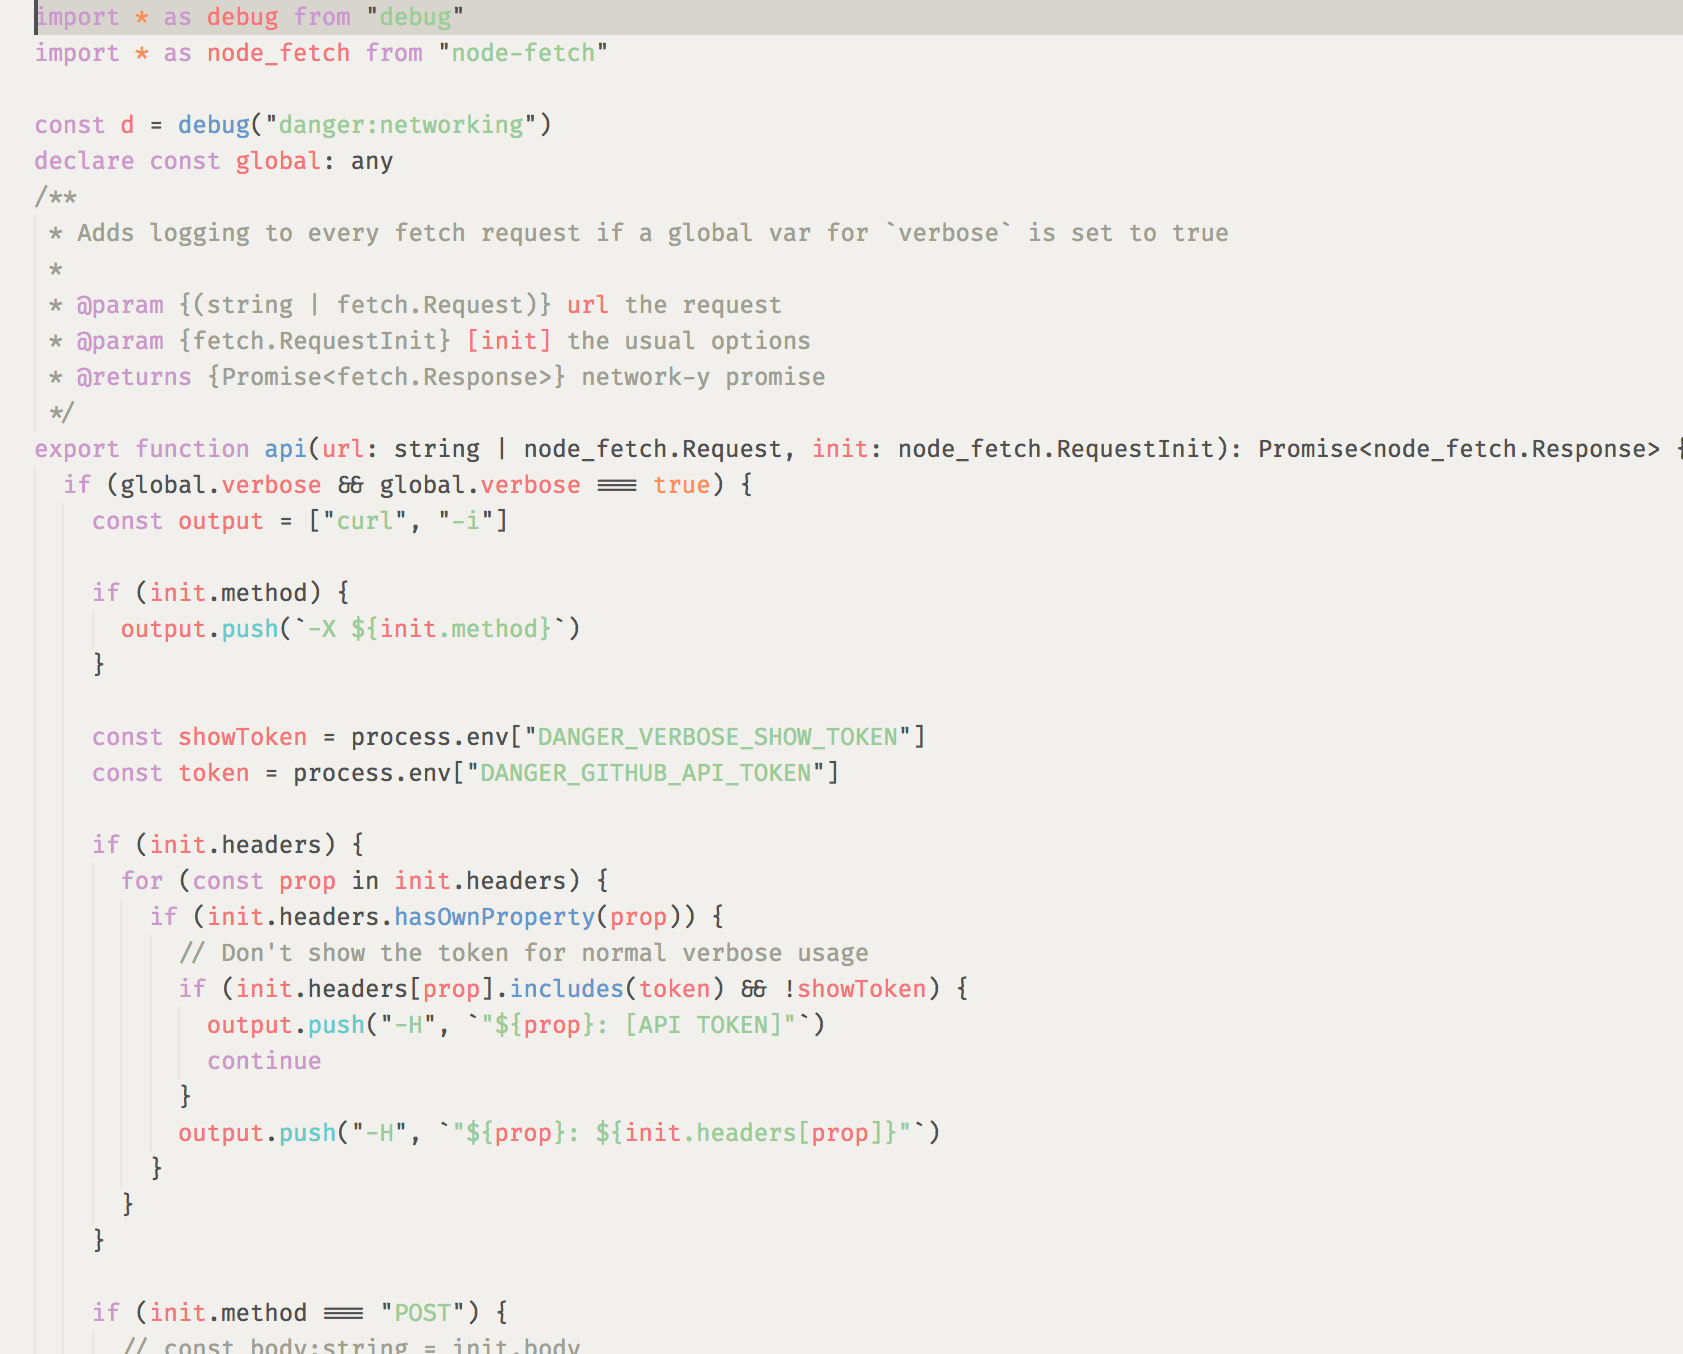 import * as debug from "debug"
import * as node_fetch from "node-fetch"

const d = debug("danger:networking")
declare const global: any
/**
 * Adds logging to every fetch request if a global var for `verbose` is set to true
 *
 * @param {(string | fetch.Request)} url the request
 * @param {fetch.RequestInit} [init] the usual options
 * @returns {Promise<fetch.Response>} network-y promise
 */
export function api(url: string | node_fetch.Request, init: node_fetch.RequestInit): Promise<node_fetch.Response> {
  if (global.verbose && global.verbose === true) {
    const output = ["curl", "-i"]

    if (init.method) {
      output.push(`-X ${init.method}`)
    }

    const showToken = process.env["DANGER_VERBOSE_SHOW_TOKEN"]
    const token = process.env["DANGER_GITHUB_API_TOKEN"]

    if (init.headers) {
      for (const prop in init.headers) {
        if (init.headers.hasOwnProperty(prop)) {
          // Don't show the token for normal verbose usage
          if (init.headers[prop].includes(token) && !showToken) {
            output.push("-H", `"${prop}: [API TOKEN]"`)
            continue
          }
          output.push("-H", `"${prop}: ${init.headers[prop]}"`)
        }
      }
    }

    if (init.method === "POST") {
      // const body:string = init.body